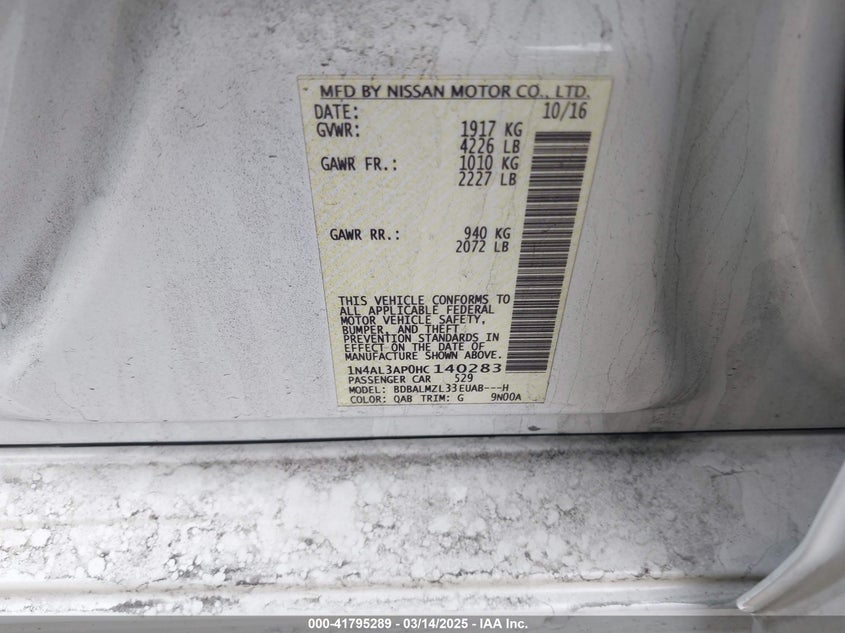 MFD BY NISSAN MOTOR CO., LTD.
DATE: 10/16
GVWR: 1917 KG
4226 LB
GAWR FR.: 1010 KG
2227 LB
GAWR RR.: 940 KG
2072 LB
THIS VEHICLE CONFORMS TO
ALL APPLICABLE FEDERAL
MOTOR VEHICLE SAFETY,
BUMPER, AND THEFT
PREVENTION STANDARDS IN
EFFECT ON THE DATE OF
MANUFACTURE SHOWN ABOVE.
1N4AL3AP0HC 140283
PASSENGER CAR 529
MODEL: BDBALMZL33EUAB---H
COLOR: QAB TRIM: G 9N00A
000-41795289 - 03/14/2025 - IAA Inc.